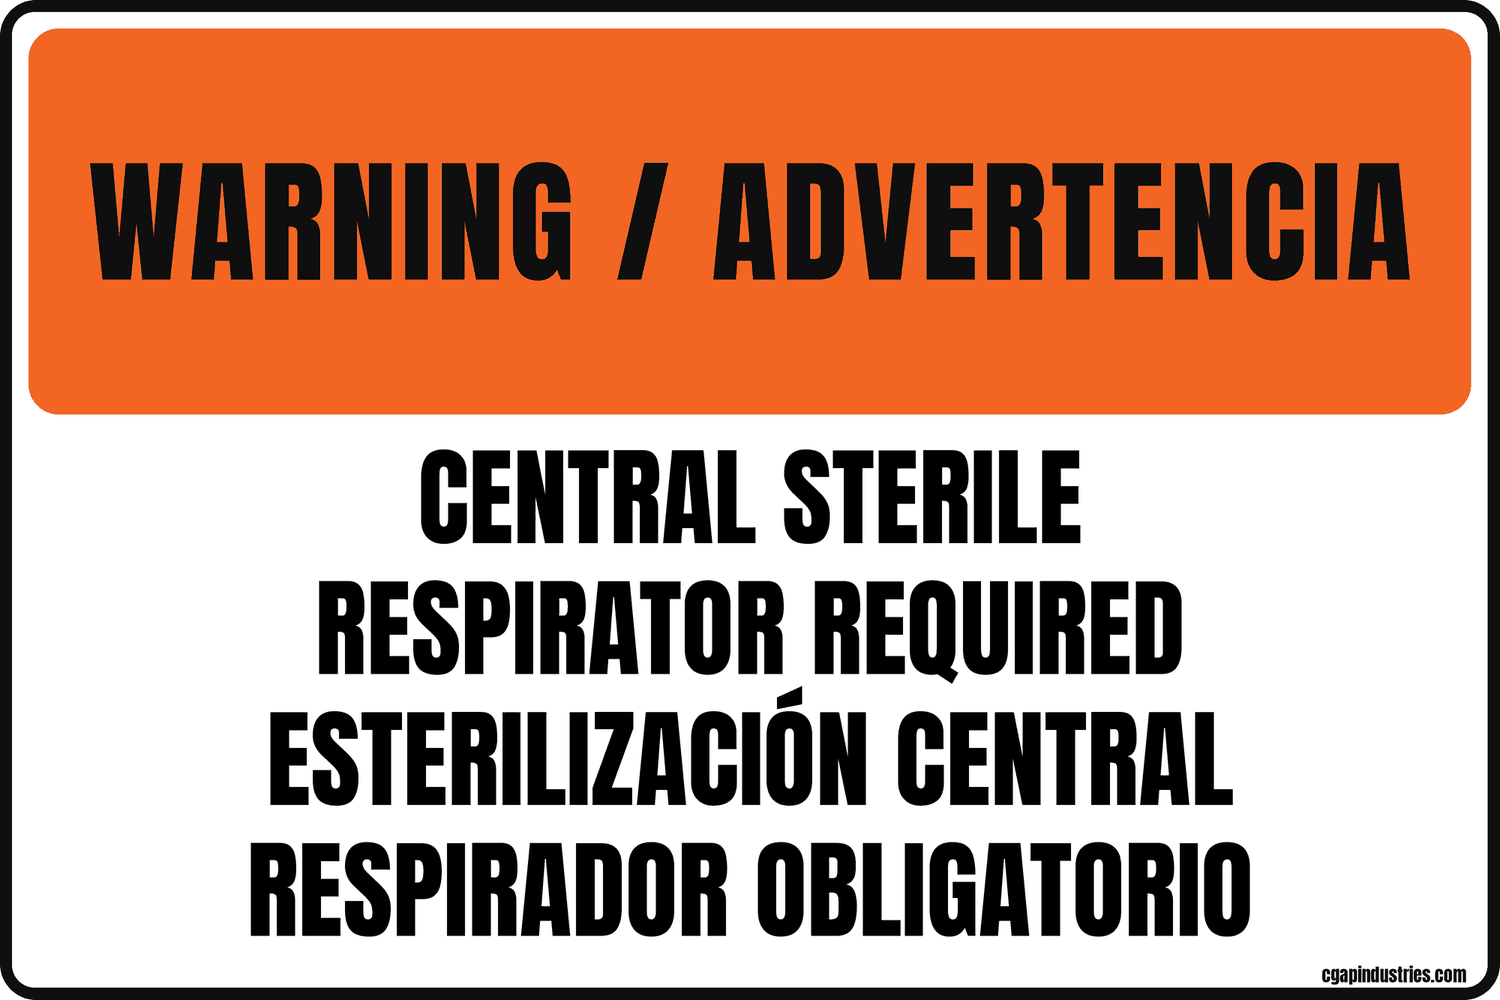 WARNING / ADVERTENCIA
CENTRAL STERILE
RESPIRATOR REQUIRED
ESTERILIZACIÓN CENTRAL
RESPIRADOR OBLIGATORIO
cgapindustries.com